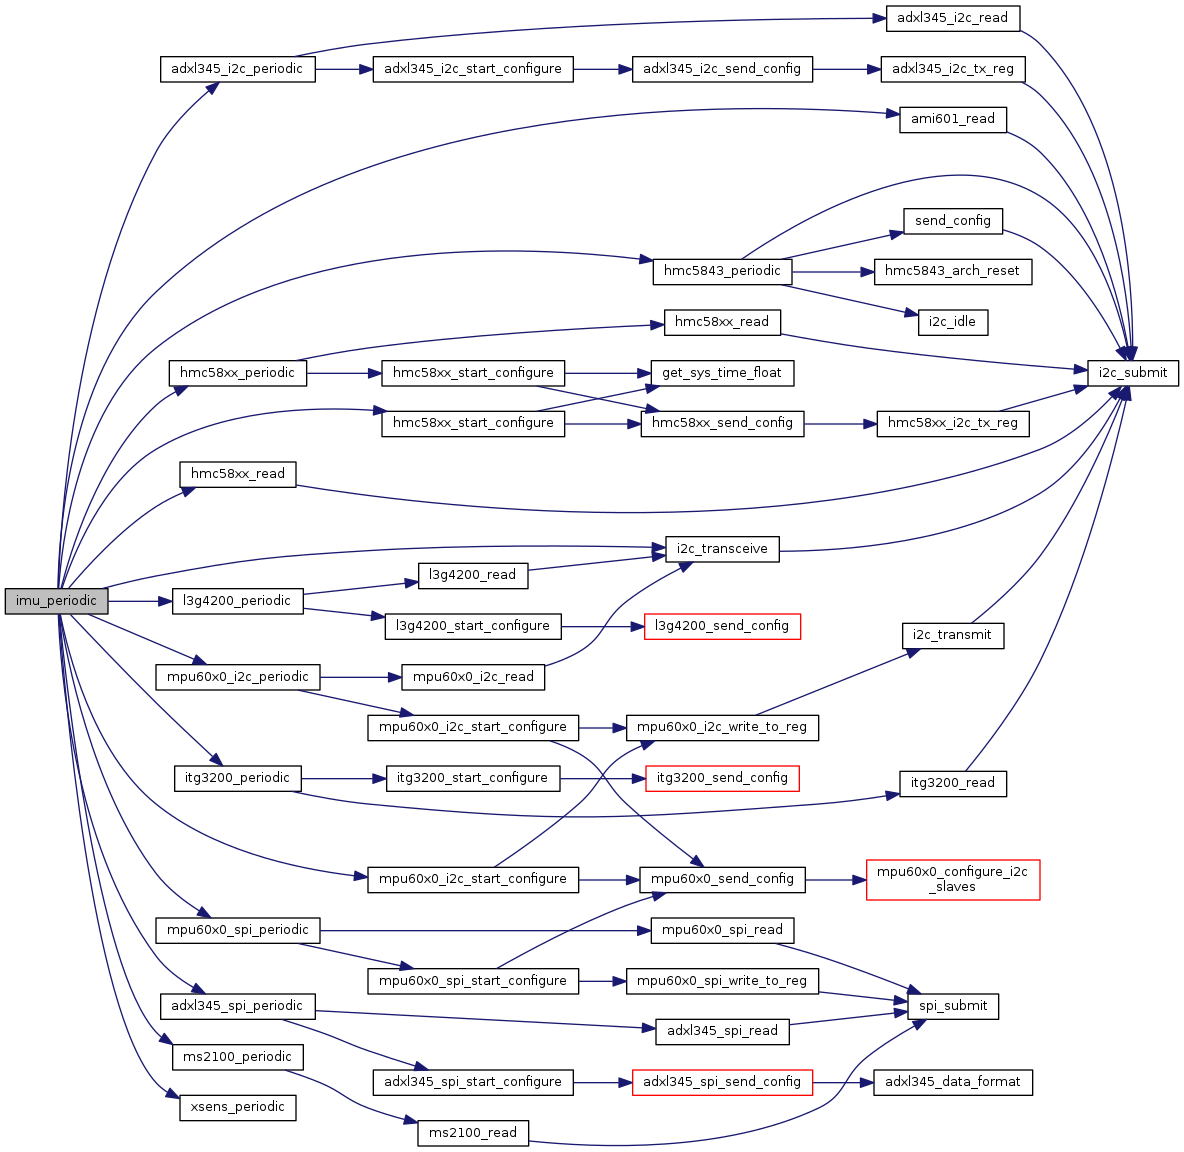 adxl345_i2c_read
adxl345_i2c_periodic
adxl345_i2c_start_configure
adxl345_i2c_send_config
adxl345_i2c_tx_reg
ami601_read
send_config
hmc5843_periodic
hmc5843_arch_reset
i2c_idle
hmc58xx_read
hmc58xx_periodic
hmc58xx_start_configure
get_sys_time_float
i2c_submit
hmc58xx_start_configure
hmc58xx_send_config
hmc58xx_i2c_tx_reg
hmc58xx_read
i2c_transceive
l3g4200_read
imu_periodic
l3g4200_periodic
l3g4200_start_configure
l3g4200_send_config
i2c_transmit
mpu60x0_i2c_periodic
mpu60x0_i2c_read
mpu60x0_i2c_start_configure
mpu60x0_i2c_write_to_reg
itg3200_periodic
itg3200_start_configure
itg3200_send_config
itg3200_read
mpu60x0_i2c_start_configure
mpu60x0_send_config
mpu60x0_configure_i2c
_slaves
mpu60x0_spi_periodic
mpu60x0_spi_read
mpu60x0_spi_start_configure
mpu60x0_spi_write_to_reg
adxl345_spi_periodic
spi_submit
adxl345_spi_read
ms2100_periodic
adxl345_spi_start_configure
adxl345_spi_send_config
adxl345_data_format
xsens_periodic
ms2100_read